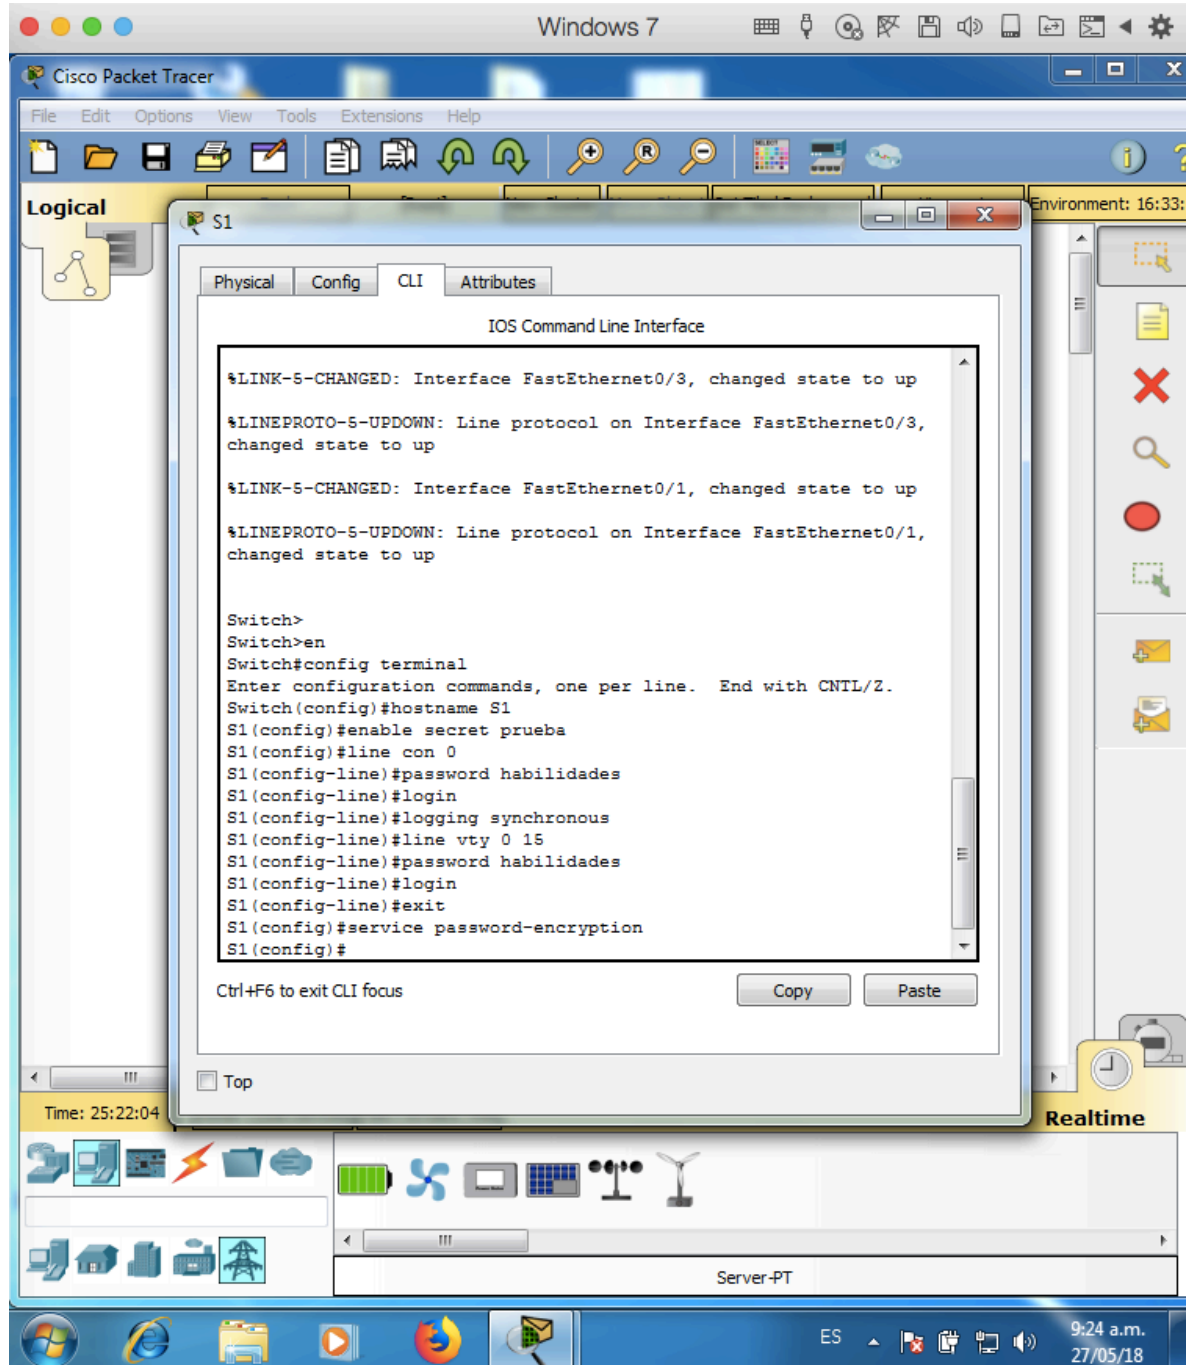 Windows 7
Cisco Packet Tracer
File Edit Options View Tools Extensions Help
Logical
Environment: 16:33:
S1
Physical Config CLI Attributes
IOS Command Line Interface
%LINK-5-CHANGED: Interface FastEthernet0/3, changed state to up
%LINEPROTO-5-UPDOWN: Line protocol on Interface FastEthernet0/3,
changed state to up
%LINK-5-CHANGED: Interface FastEthernet0/1, changed state to up
%LINEPROTO-5-UPDOWN: Line protocol on Interface FastEthernet0/1,
changed state to up
Switch>
Switch>en
Switch#config terminal
Enter configuration commands, one per line.  End with CNTL/Z.
Switch(config)#hostname S1
S1(config)#enable secret prueba
S1(config)#line con 0
S1(config-line)#password habilidades
S1(config-line)#login
S1(config-line)#logging synchronous
S1(config-line)#line vty 0 15
S1(config-line)#password habilidades
S1(config-line)#login
S1(config-line)#exit
S1(config)#service password-encryption
S1(config)#
Ctrl+F6 to exit CLI focus
Copy Paste
Top
Time: 25:22:04
Realtime
Server-PT
ES
9:24 a.m.
27/05/18